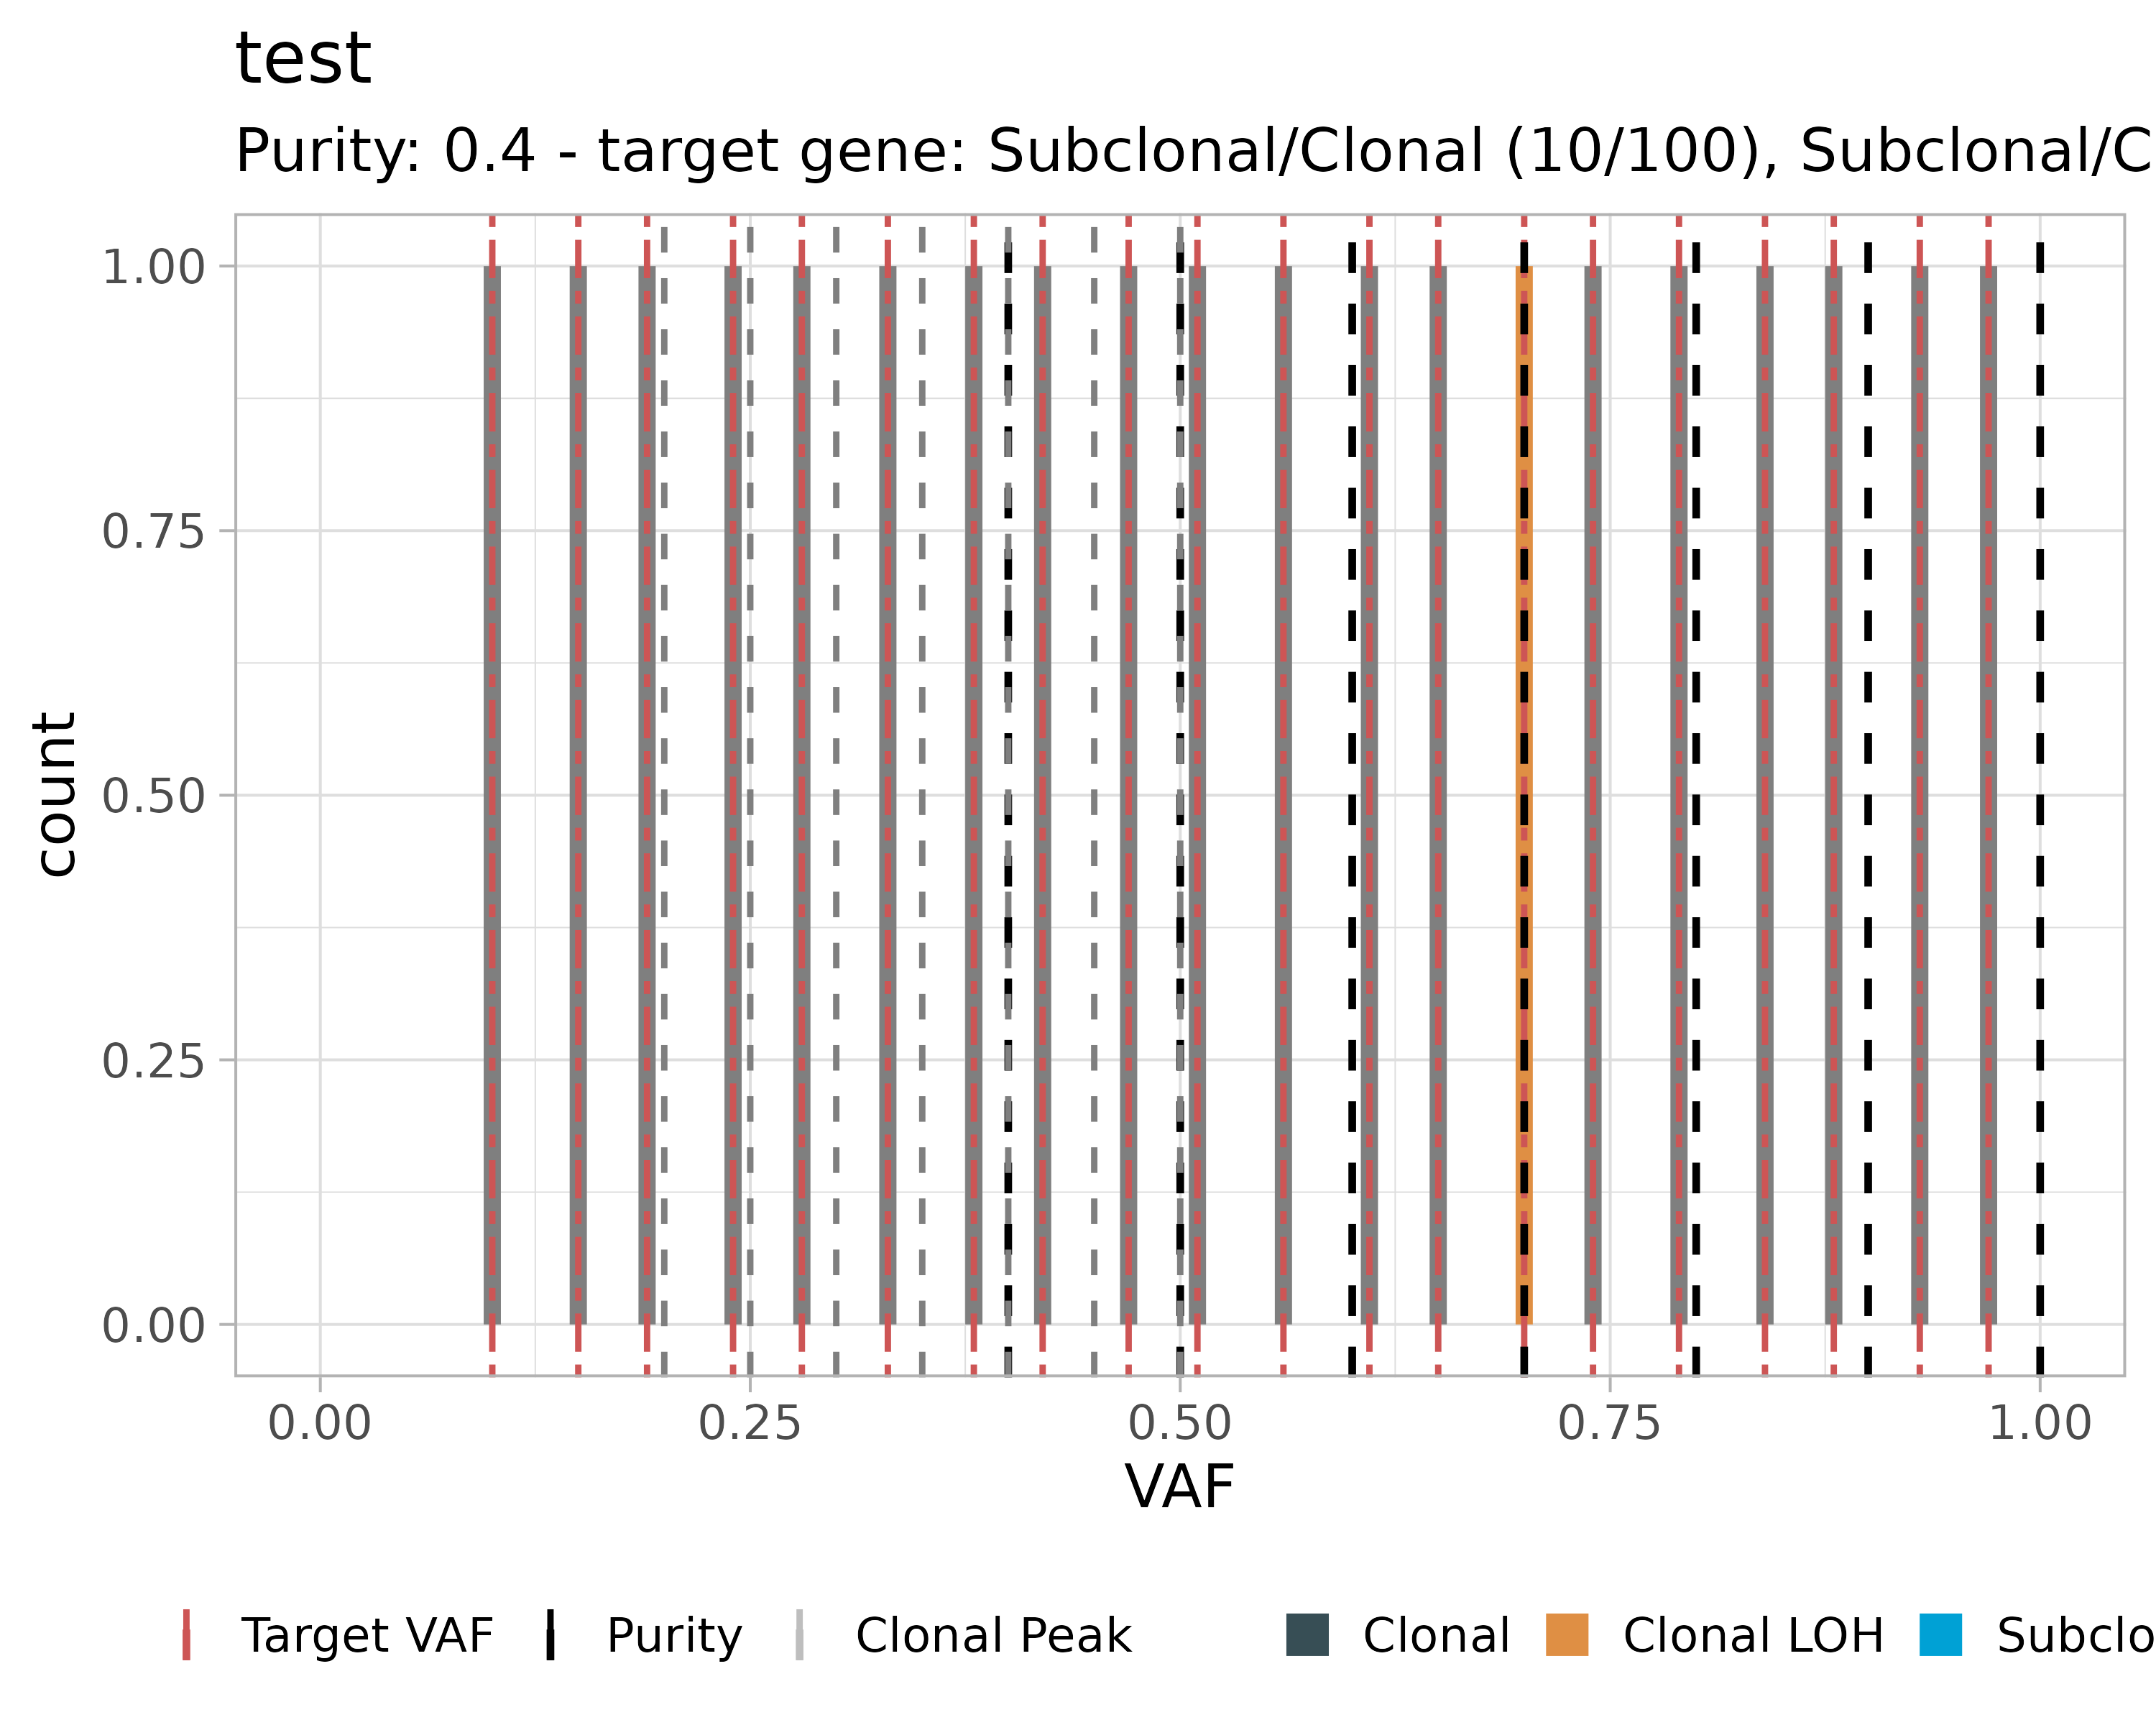 test
Purity: 0.4 - target gene: Subclonal/Clonal (10/100), Subclonal/C
1.00
0.75
0.50
0.25
0.00
count
0.00 0.25 0.50 0.75 1.00
VAF
Target VAF Purity Clonal Peak Clonal Clonal LOH Subclo